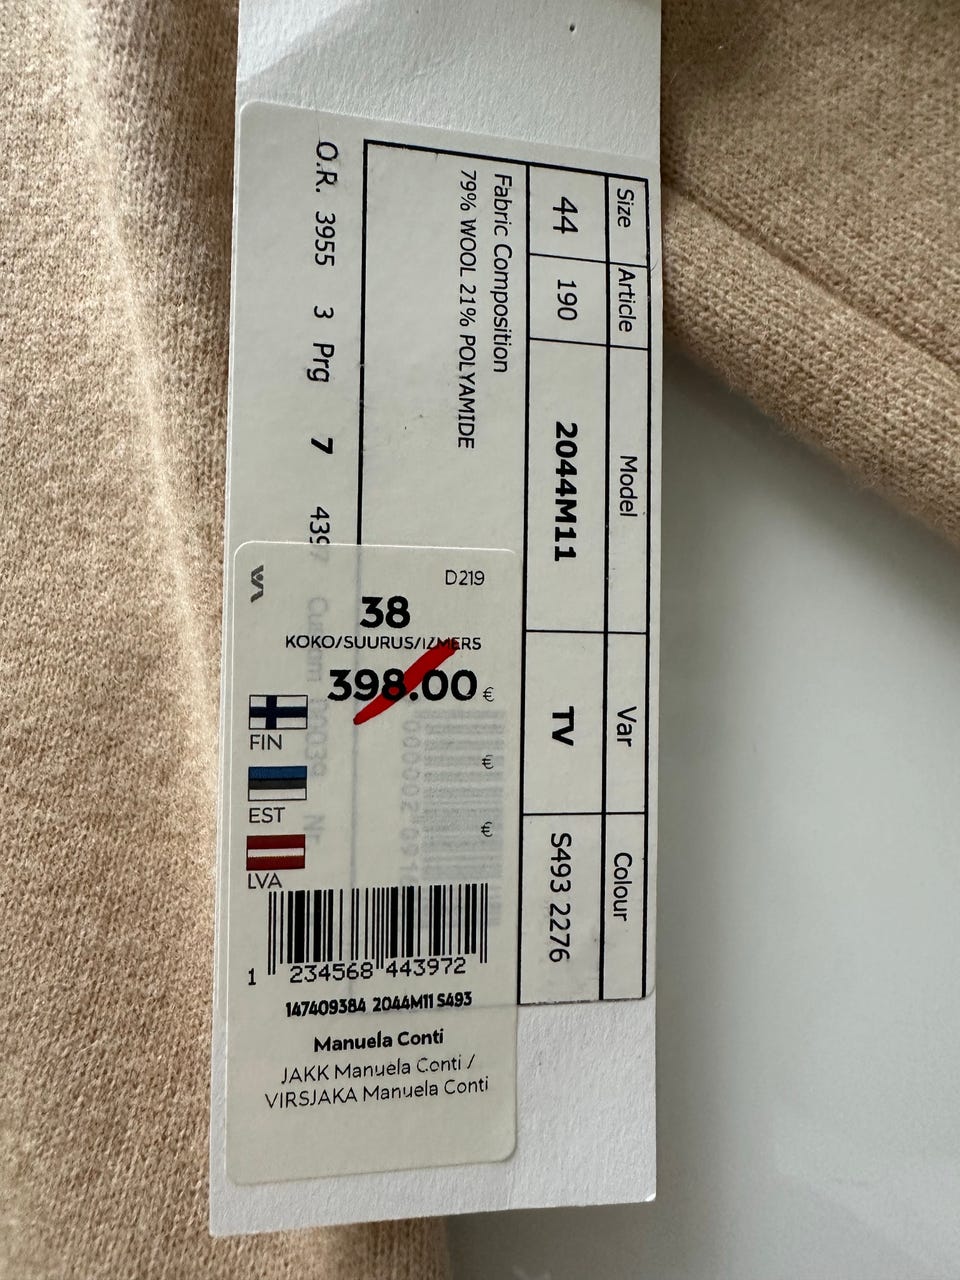 Size Article Model Var Colour
44 190 2044M11 TV S493 2276
Fabric Composition
79% WOOL 21% POLYAMIDE
O.R. 3955 3 Prg 7 4397
D219
38
KOKO/SUURUS/IZMERS
398.00 €
FIN
€
EST
€
LVA
1 234568 443972
147409384 2044M11 S493
Manuela Conti
JAKK Manuela Conti /
VIRSJAKA Manuela Conti